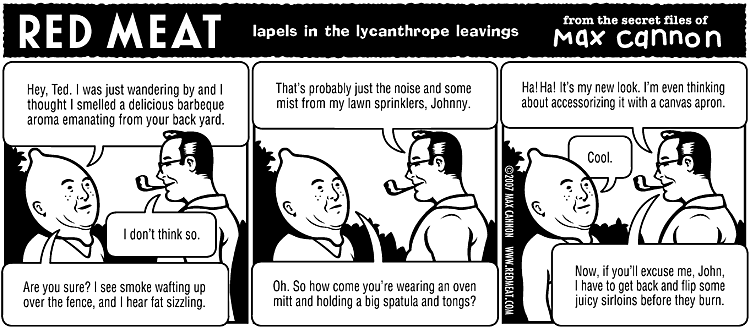 RED MEAT
lapels in the lycanthrope leavings
from the secret files of
Max Cannon
Hey, Ted. I was just wandering by and I
thought I smelled a delicious barbeque
aroma emanating from your back yard.
I don't think so.
Are you sure? I see smoke wafting up
over the fence, and I hear fat sizzling.
That's probably just the noise and some
mist from my lawn sprinklers, Johnny.
Oh. So how come you're wearing an oven
mitt and holding a big spatula and tongs?
Ha! Ha! It's my new look. I'm even thinking
about accessorizing it with a canvas apron.
Cool.
Now, if you'll excuse me, John,
I have to get back and flip some
juicy sirloins before they burn.
©2007 MAX CANNON WWW.REDMEAT.COM